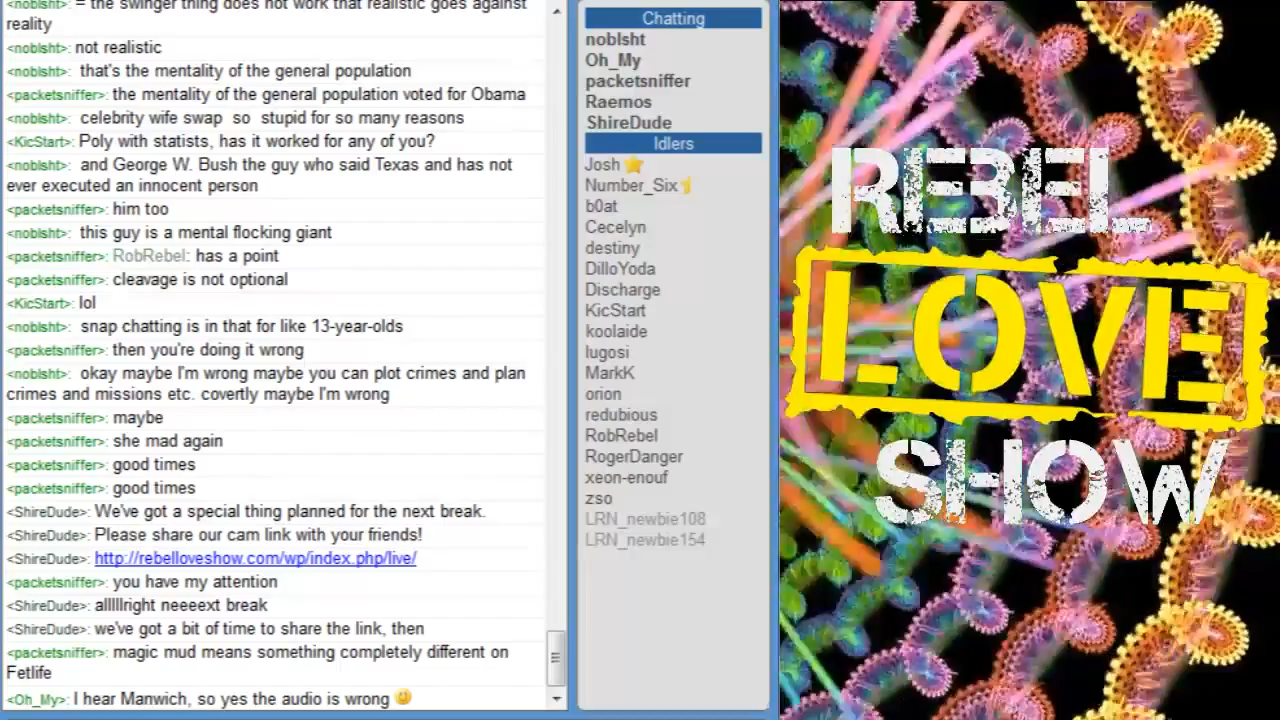 <noblsht>: = the swinger thing does not work that realistic goes against
reality
<noblsht>: not realistic
<noblsht>: that's the mentality of the general population
<packetsniffer>: the mentality of the general population voted for Obama
<noblsht>: celebrity wife swap so stupid for so many reasons
<KicStart>: Poly with statists, has it worked for any of you?
<noblsht>: and George W. Bush the guy who said Texas and has not
ever executed an innocent person
<packetsniffer>: him too
<noblsht>: this guy is a mental flocking giant
<packetsniffer>: RobRebel: has a point
<packetsniffer>: cleavage is not optional
<KicStart>: lol
<noblsht>: snap chatting is in that for like 13-year-olds
<packetsniffer>: then you're doing it wrong
<noblsht>: okay maybe I'm wrong maybe you can plot crimes and plan
crimes and missions etc. covertly maybe I'm wrong
<packetsniffer>: maybe
<packetsniffer>: she mad again
<packetsniffer>: good times
<packetsniffer>: good times
<ShireDude>: We've got a special thing planned for the next break.
<ShireDude>: Please share our cam link with your friends!
<ShireDude>: http://rebelloveshow.com/wp/index.php/live/
<packetsniffer>: you have my attention
<ShireDude>: alllllright neeeext break
<ShireDude>: we've got a bit of time to share the link, then
<packetsniffer>: magic mud means something completely different on
Fetlife
<Oh_My>: I hear Manwich, so yes the audio is wrong
Chatting
noblsht
Oh_My
packetsniffer
Raemos
ShireDude
Idlers
Josh
Number_Six
b0at
Cecelyn
destiny
DilloYoda
Discharge
KicStart
koolaide
lugosi
MarkK
orion
redubious
RobRebel
RogerDanger
xeon-enouf
zso
LRN_newbie108
LRN_newbie154
REBEL
LOVE
SHOW